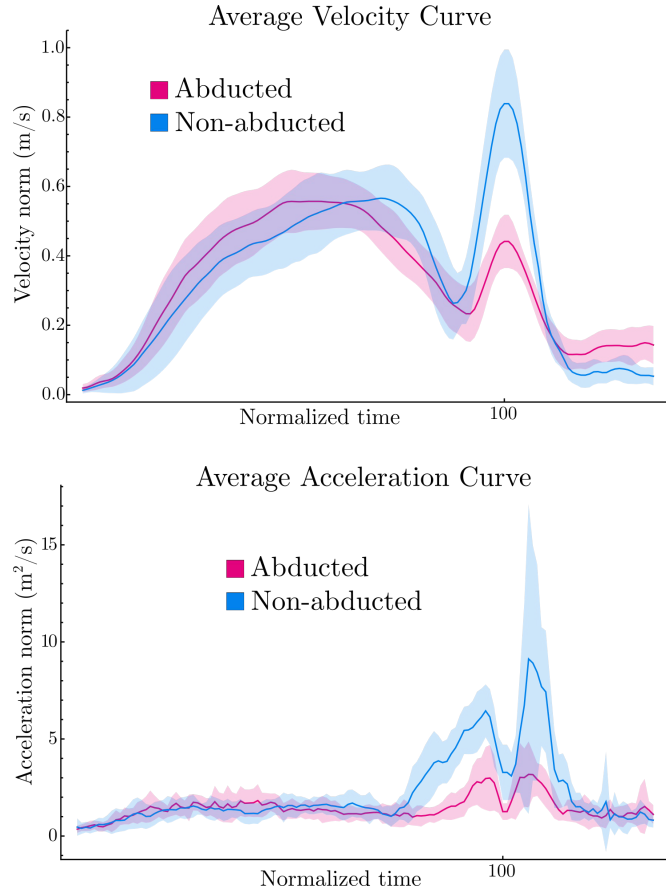 Average Velocity Curve
1.0
0.8
0.6
0.4
0.2
0.0
Velocity norm (m/s)
Abducted
Non-abducted
Normalized time
100
Average Acceleration Curve
15
10
5
0
Acceleration norm (m²/s)
Abducted
Non-abducted
Normalized time
100